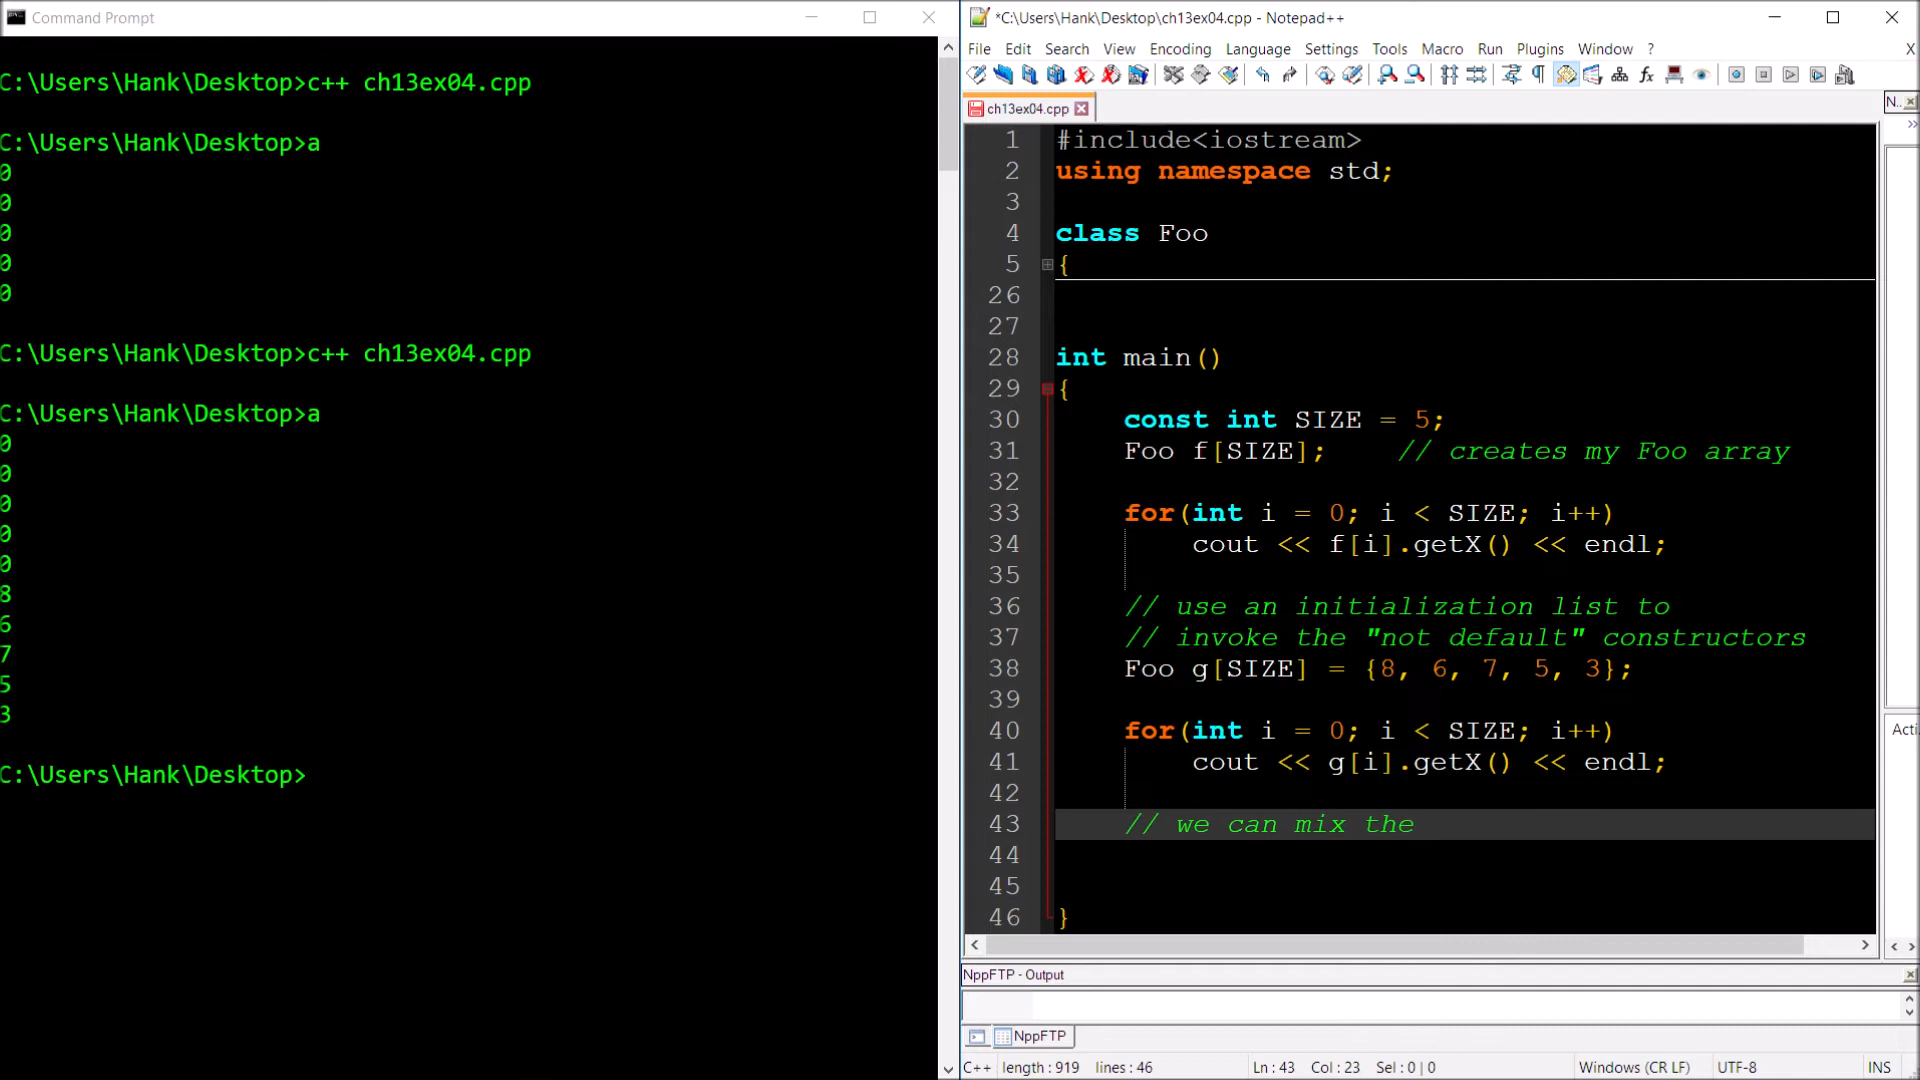 Command Prompt
C:\Users\Hank\Desktop>c++ ch13ex04.cpp
C:\Users\Hank\Desktop>a
0
0
0
0
0
C:\Users\Hank\Desktop>c++ ch13ex04.cpp
C:\Users\Hank\Desktop>a
0
0
0
0
0
8
6
7
5
3
C:\Users\Hank\Desktop>
*C:\Users\Hank\Desktop\ch13ex04.cpp - Notepad++
File Edit Search View Encoding Language Settings Tools Macro Run Plugins Window ? X
ch13ex04.cpp
N..
1 #include<iostream>
2 using namespace std;
3
4 class Foo
5 {
26
27
28 int main()
29 {
30 const int SIZE = 5;
31 Foo f[SIZE]; // creates my Foo array
32
33 for(int i = 0; i < SIZE; i++)
34 cout << f[i].getX() << endl;
35
36 // use an initialization list to
37 // invoke the "not default" constructors
38 Foo g[SIZE] = {8, 6, 7, 5, 3};
39
40 for(int i = 0; i < SIZE; i++)
41 cout << g[i].getX() << endl;
42
43 // we can mix the
44
45
46 }
Acti
NppFTP - Output
NppFTP
C++ length : 919 lines : 46 Ln : 43 Col : 23 Sel : 0 | 0 Windows (CR LF) UTF-8 INS